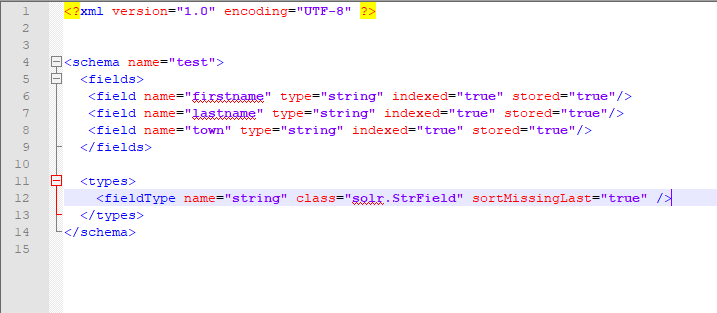 1 <?xml version="1.0" encoding="UTF-8" ?>
2
3
4 <schema name="test">
5 <fields>
6 <field name="firstname" type="string" indexed="true" stored="true"/>
7 <field name="lastname" type="string" indexed="true" stored="true"/>
8 <field name="town" type="string" indexed="true" stored="true"/>
9 </fields>
10
11 <types>
12 <fieldType name="string" class="solr.StrField" sortMissingLast="true" />
13 </types>
14 </schema>
15